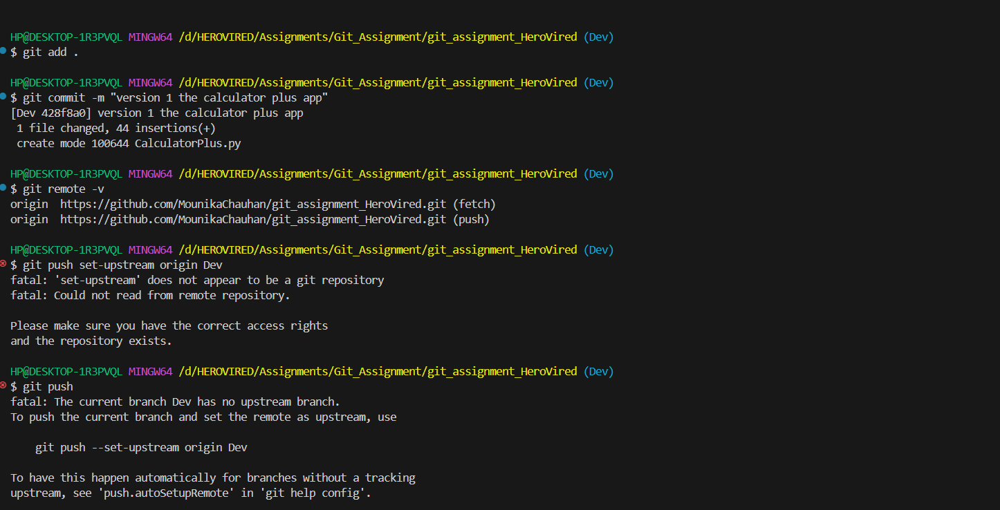 HP@DESKTOP-1R3PVQL MINGW64 /d/HEROVIRED/Assignments/Git_Assignment/git_assignment_HeroVired (Dev)
$ git add .
HP@DESKTOP-1R3PVQL MINGW64 /d/HEROVIRED/Assignments/Git_Assignment/git_assignment_HeroVired (Dev)
$ git commit -m "version 1 the calculator plus app"
[Dev 428f8a0] version 1 the calculator plus app
 1 file changed, 44 insertions(+)
 create mode 100644 CalculatorPlus.py
HP@DESKTOP-1R3PVQL MINGW64 /d/HEROVIRED/Assignments/Git_Assignment/git_assignment_HeroVired (Dev)
$ git remote -v
origin  https://github.com/MounikaChauhan/git_assignment_HeroVired.git (fetch)
origin  https://github.com/MounikaChauhan/git_assignment_HeroVired.git (push)
HP@DESKTOP-1R3PVQL MINGW64 /d/HEROVIRED/Assignments/Git_Assignment/git_assignment_HeroVired (Dev)
$ git push set-upstream origin Dev
fatal: 'set-upstream' does not appear to be a git repository
fatal: Could not read from remote repository.
Please make sure you have the correct access rights
and the repository exists.
HP@DESKTOP-1R3PVQL MINGW64 /d/HEROVIRED/Assignments/Git_Assignment/git_assignment_HeroVired (Dev)
$ git push
fatal: The current branch Dev has no upstream branch.
To push the current branch and set the remote as upstream, use
    git push --set-upstream origin Dev
To have this happen automatically for branches without a tracking
upstream, see 'push.autoSetupRemote' in 'git help config'.